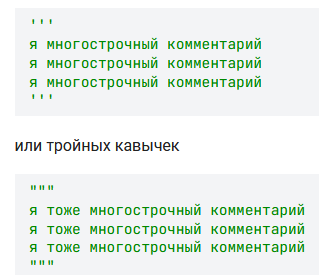 '''
я многострочный комментарий
я многострочный комментарий
я многострочный комментарий
'''
или тройных кавычек
"""
я тоже многострочный комментарий
я тоже многострочный комментарий
я тоже многострочный комментарий
"""